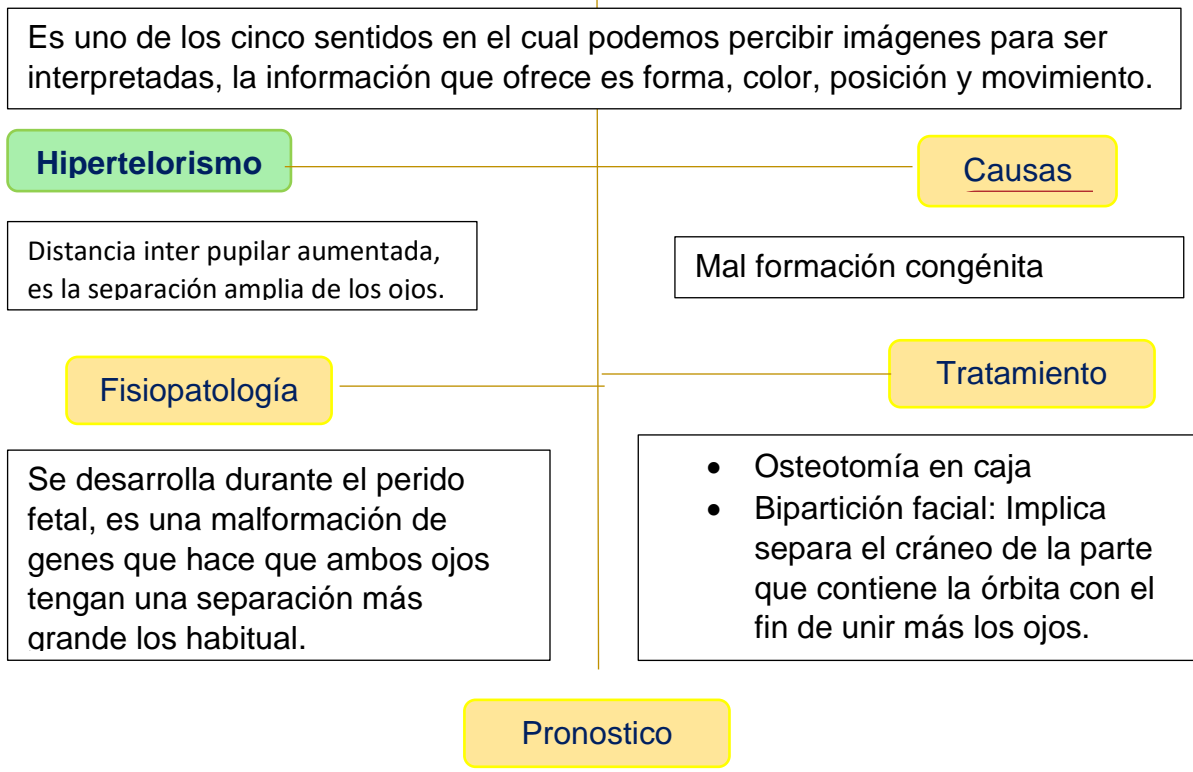 Es uno de los cinco sentidos en el cual podemos percibir imágenes para ser
interpretadas, la información que ofrece es forma, color, posición y movimiento.
Hipertelorismo
Causas
Distancia inter pupilar aumentada,
es la separación amplia de los ojos.
Mal formación congénita
Fisiopatología
Tratamiento
Se desarrolla durante el perido
fetal, es una malformación de
genes que hace que ambos ojos
tengan una separación más
grande los habitual.
• Osteotomía en caja
• Bipartición facial: Implica
separa el cráneo de la parte
que contiene la órbita con el
fin de unir más los ojos.
Pronostico